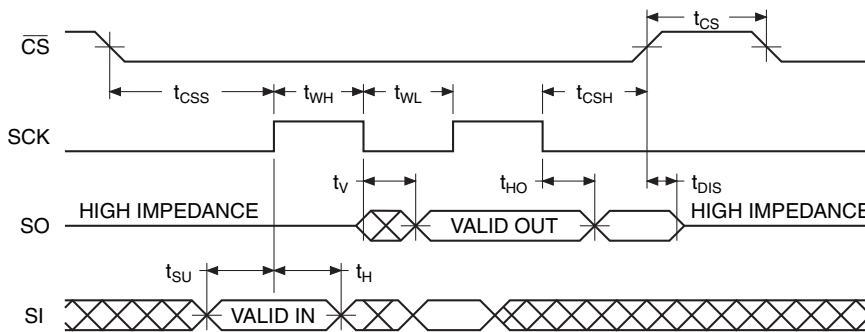 CS
tCS
tCSS
tWH
tWL
tCSH
SCK
tV
tHO
tDIS
HIGH IMPEDANCE
SO
VALID OUT
HIGH IMPEDANCE
tSU
tH
SI
VALID IN